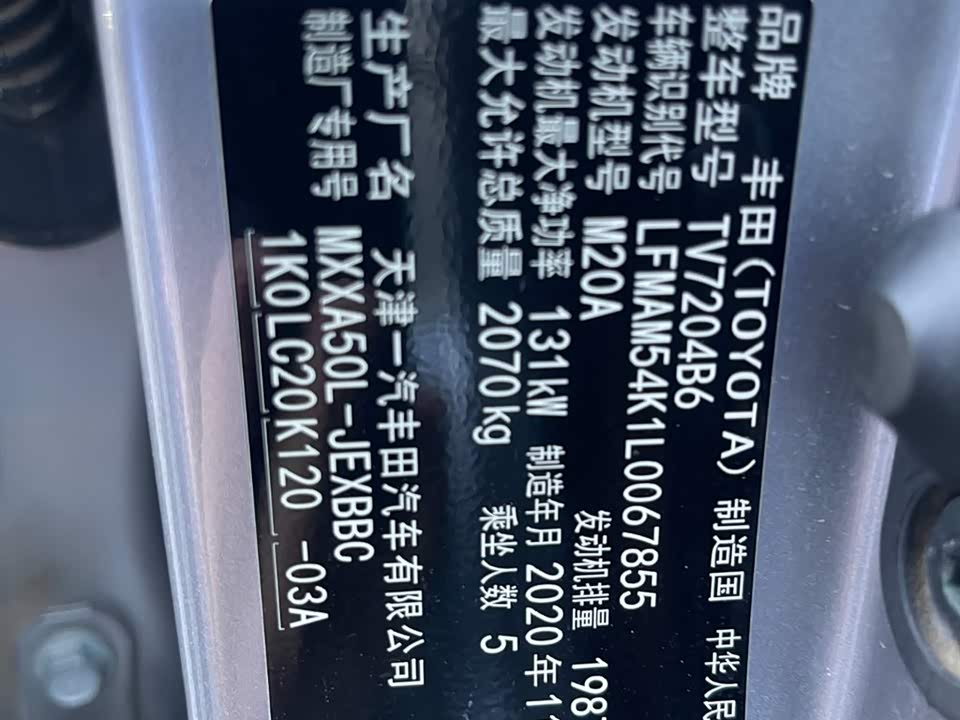 品牌 丰田(TOYOTA) 制造国 中华人民
整车型号 TV7204B6
车辆识别代号 LFMAM54K1L0067855
发动机型号 M20A 发动机排量 198
发动机最大净功率 131kW 制造年月 2020年11
最大允许总质量 2070kg 乘坐人数 5
生产厂名 天津一汽丰田汽车有限公司
制造厂专用号 MXXA50L-JEXBBC
1K0LC20K120 -03A